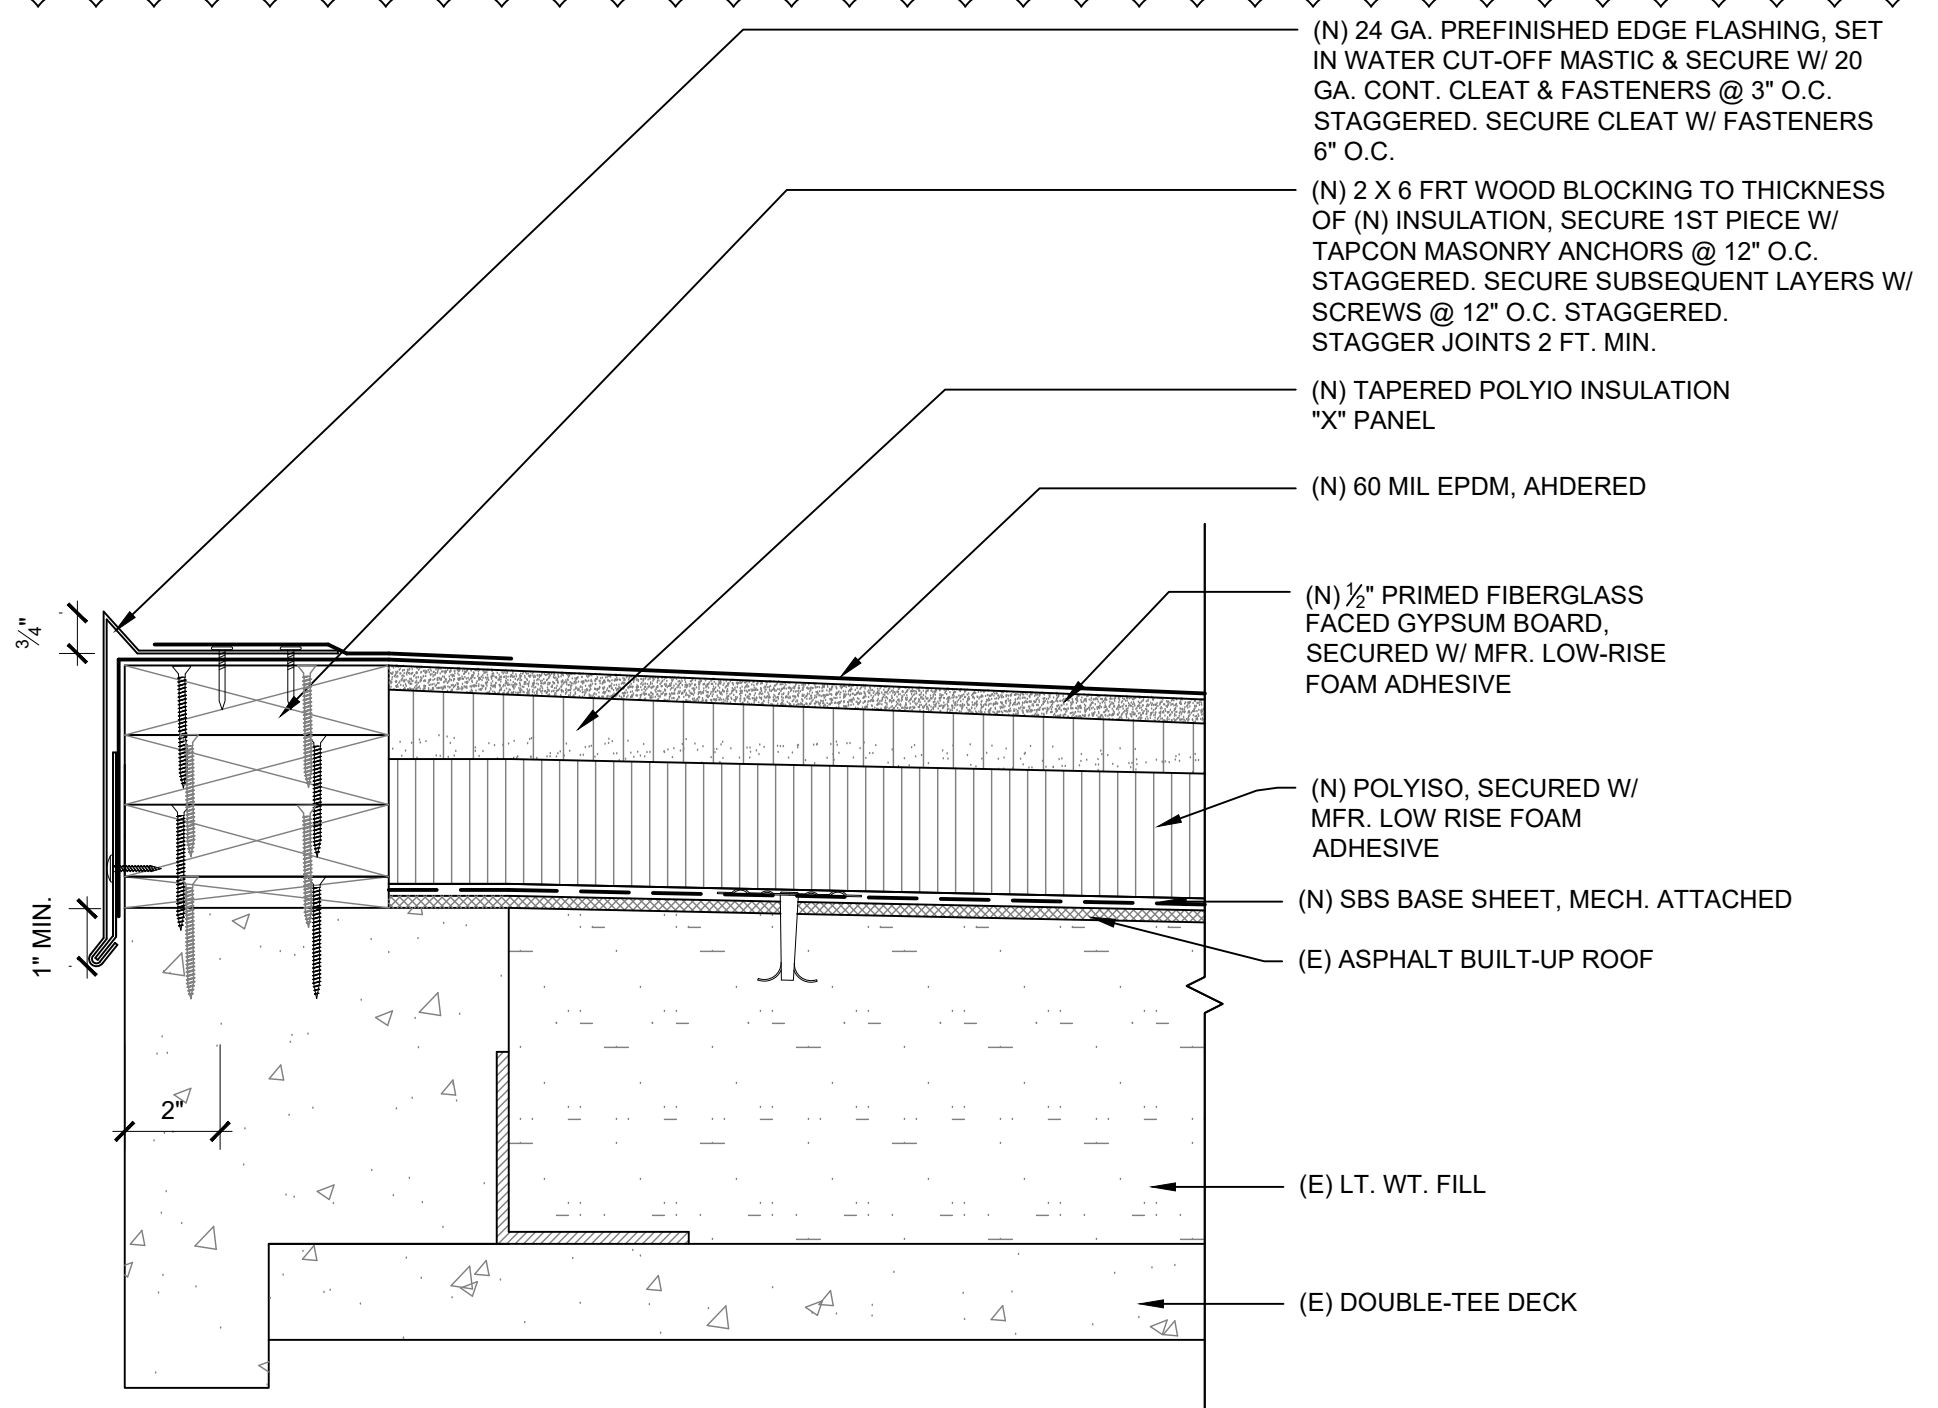 (N) 24 GA. PREFINISHED EDGE FLASHING, SET
IN WATER CUT-OFF MASTIC & SECURE W/ 20
GA. CONT. CLEAT & FASTENERS @ 3" O.C.
STAGGERED. SECURE CLEAT W/ FASTENERS
6" O.C.
(N) 2 X 6 FRT WOOD BLOCKING TO THICKNESS
OF (N) INSULATION, SECURE 1ST PIECE W/
TAPCON MASONRY ANCHORS @ 12" O.C.
STAGGERED. SECURE SUBSEQUENT LAYERS W/
SCREWS @ 12" O.C. STAGGERED.
STAGGER JOINTS 2 FT. MIN.
(N) TAPERED POLYIO INSULATION
"X" PANEL
(N) 60 MIL EPDM, AHDERED
(N) ½" PRIMED FIBERGLASS
FACED GYPSUM BOARD,
SECURED W/ MFR. LOW-RISE
FOAM ADHESIVE
(N) POLYISO, SECURED W/
MFR. LOW RISE FOAM
ADHESIVE
(N) SBS BASE SHEET, MECH. ATTACHED
(E) ASPHALT BUILT-UP ROOF
(E) LT. WT. FILL
(E) DOUBLE-TEE DECK
¾"
1" MIN.
2"